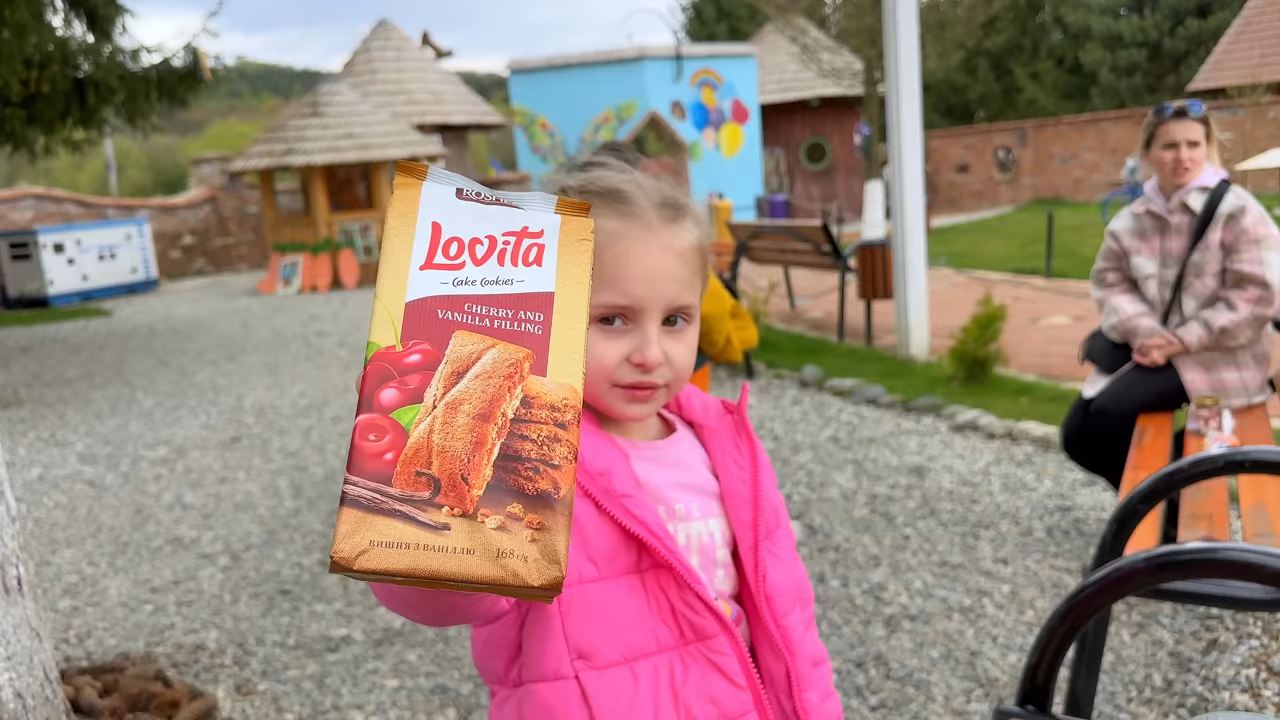 ROSHEN
Lovita
Cake Cookies
CHERRY AND
VANILLA FILLING
ВИШНЯ З ВАНІЛЛЮ 168 г/g